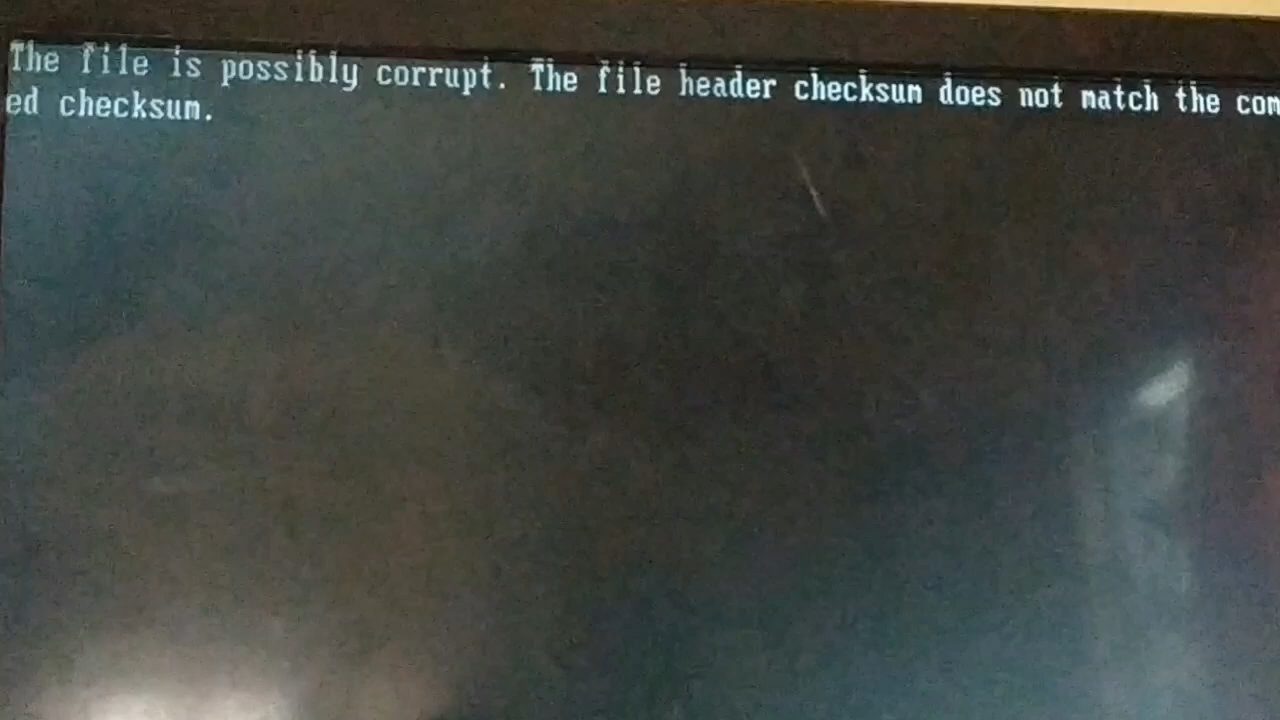 The file is possibly corrupt. The file header checksum does not match the com
ed checksum.